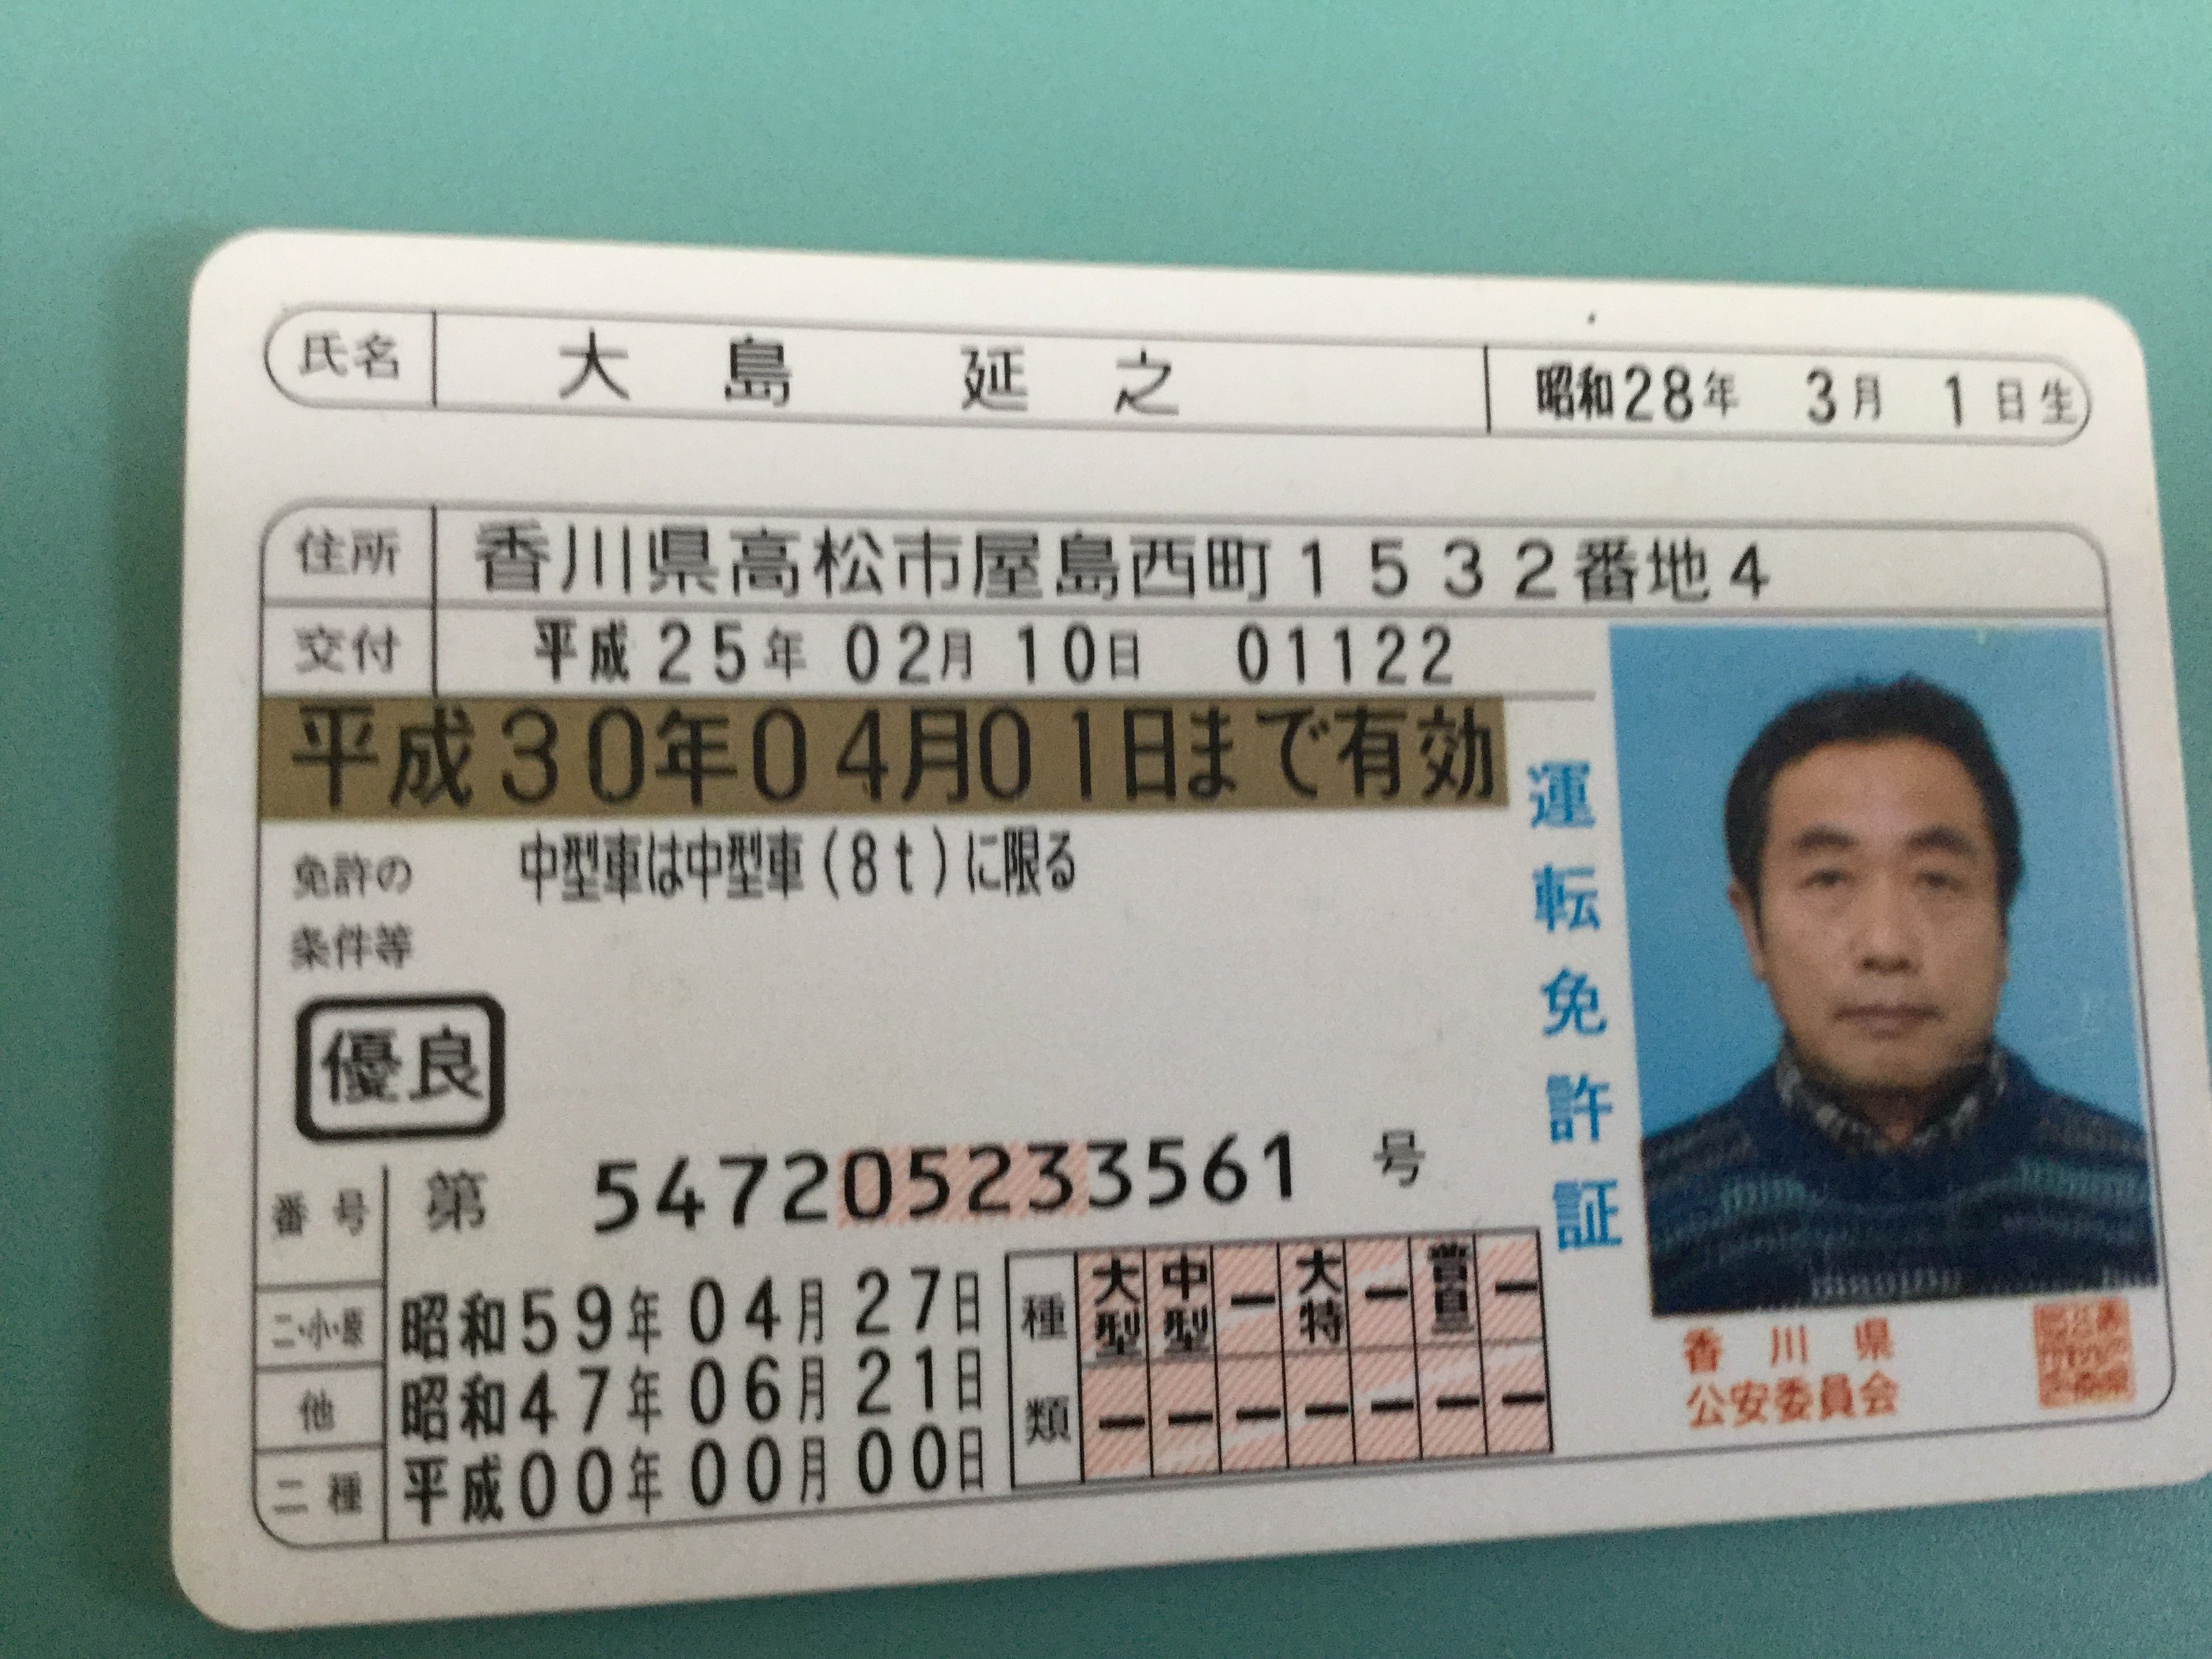 氏名 大島 延之 昭和28年 3月 1日生
住所 香川県高松市屋島西町1532番地4
交付 平成25年02月10日 01122
平成30年04月01日まで有効
免許の
条件等
中型車は中型車(8t)に限る
優良
番号 第 547205233561 号
二・小・原 昭和59年04月27日
他 昭和47年06月21日
二種 平成00年00月00日
種類
大型 中型 ー 大特 ー 普自 ー
ー ー ー ー ー ー ー
運転免許証
香川県
公安委員会